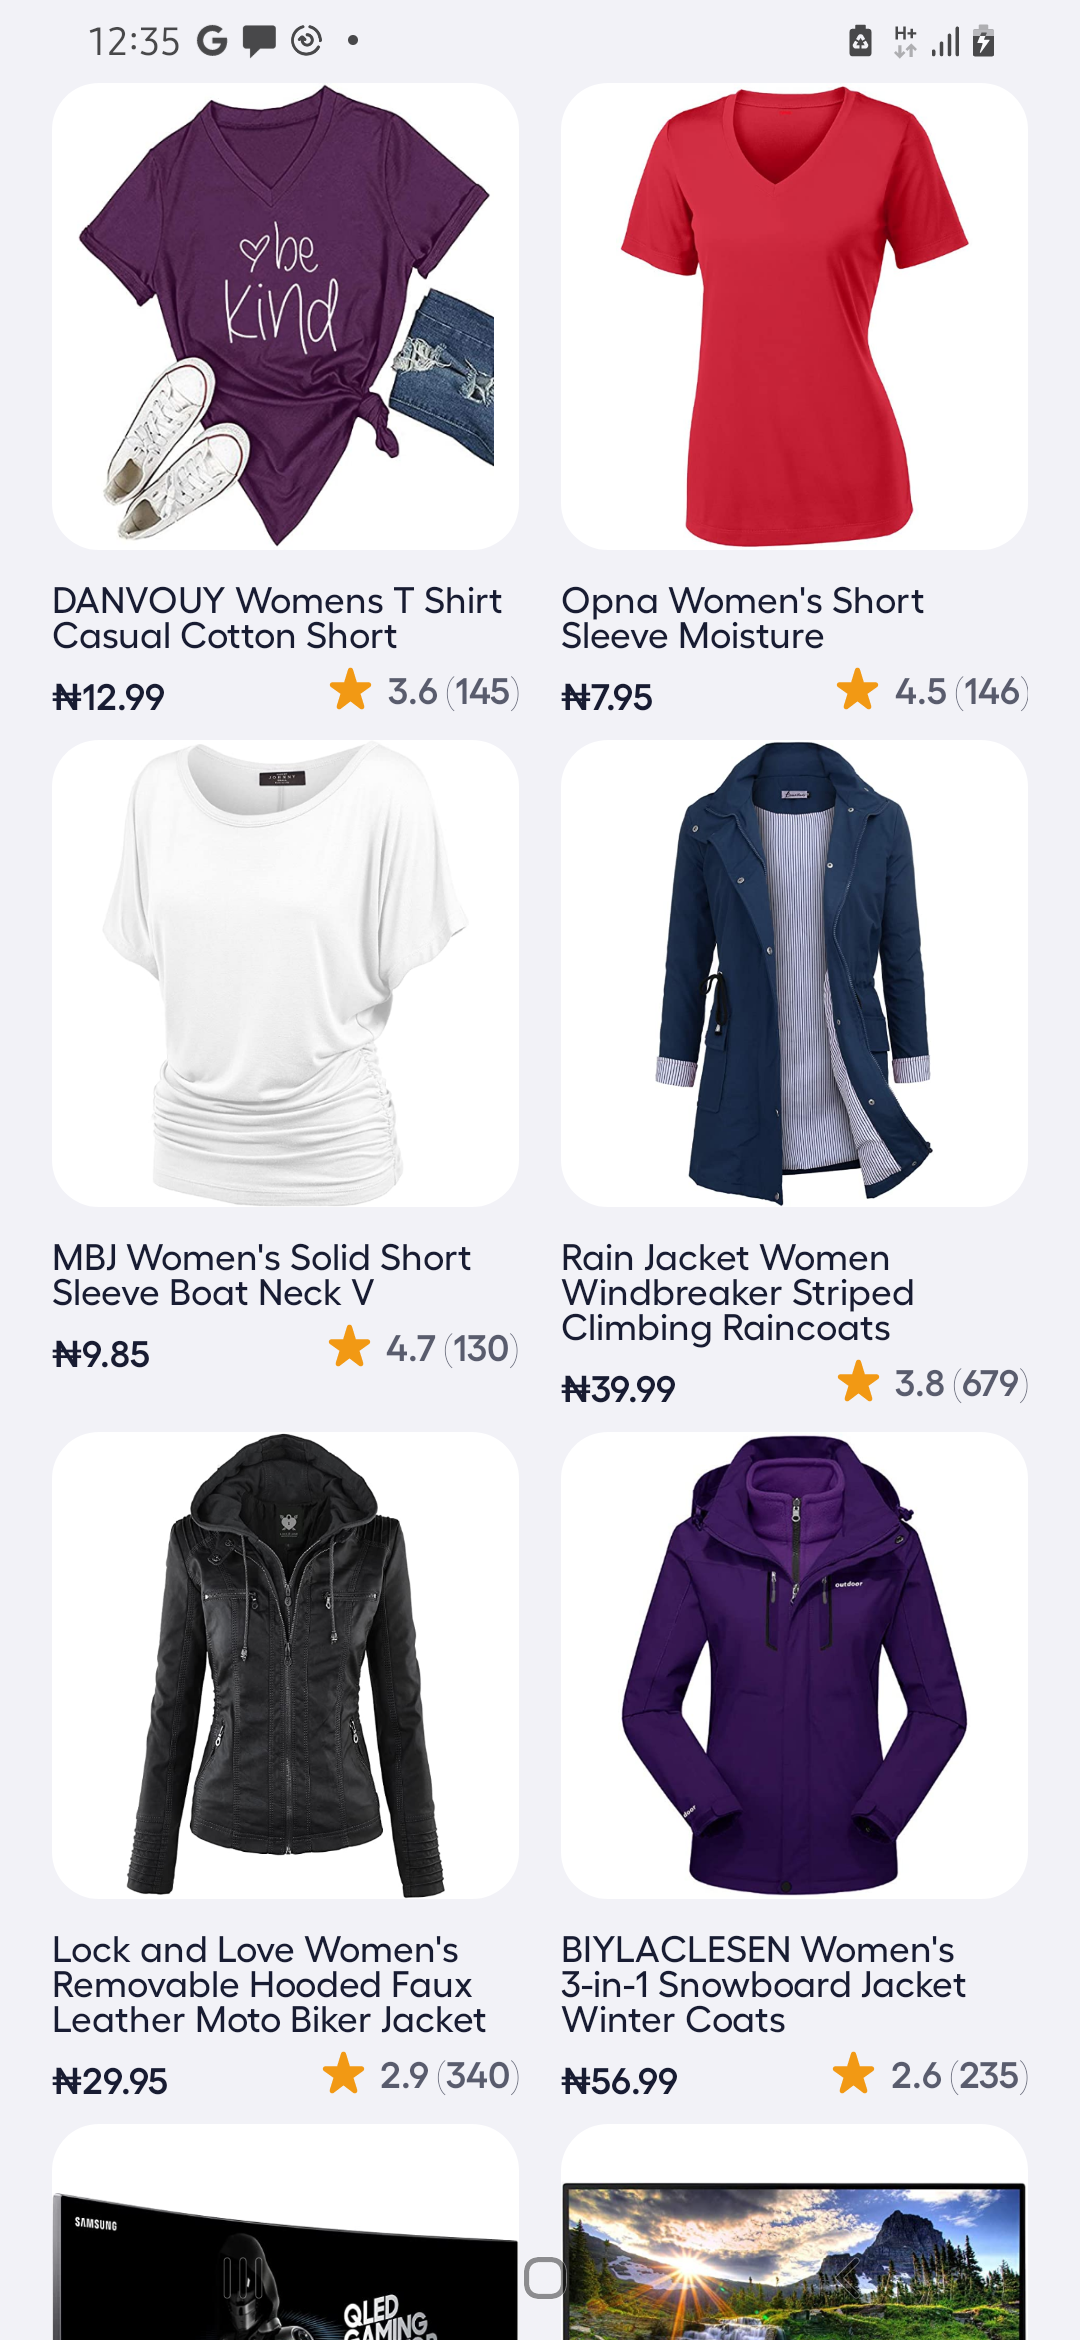 12:35
H+
be
Kind
DANVOUY Womens T Shirt
Casual Cotton Short
₦12.99
3.6 (145)
Opna Women's Short
Sleeve Moisture
₦7.95
4.5 (146)
MBJ Women's Solid Short
Sleeve Boat Neck V
₦9.85
4.7 (130)
Rain Jacket Women
Windbreaker Striped
Climbing Raincoats
₦39.99
3.8 (679)
outdoor
Lock and Love Women's
Removable Hooded Faux
Leather Moto Biker Jacket
₦29.95
2.9 (340)
BIYLACLESEN Women's
3-in-1 Snowboard Jacket
Winter Coats
₦56.99
2.6 (235)
SAMSUNG
QLED
GAMING